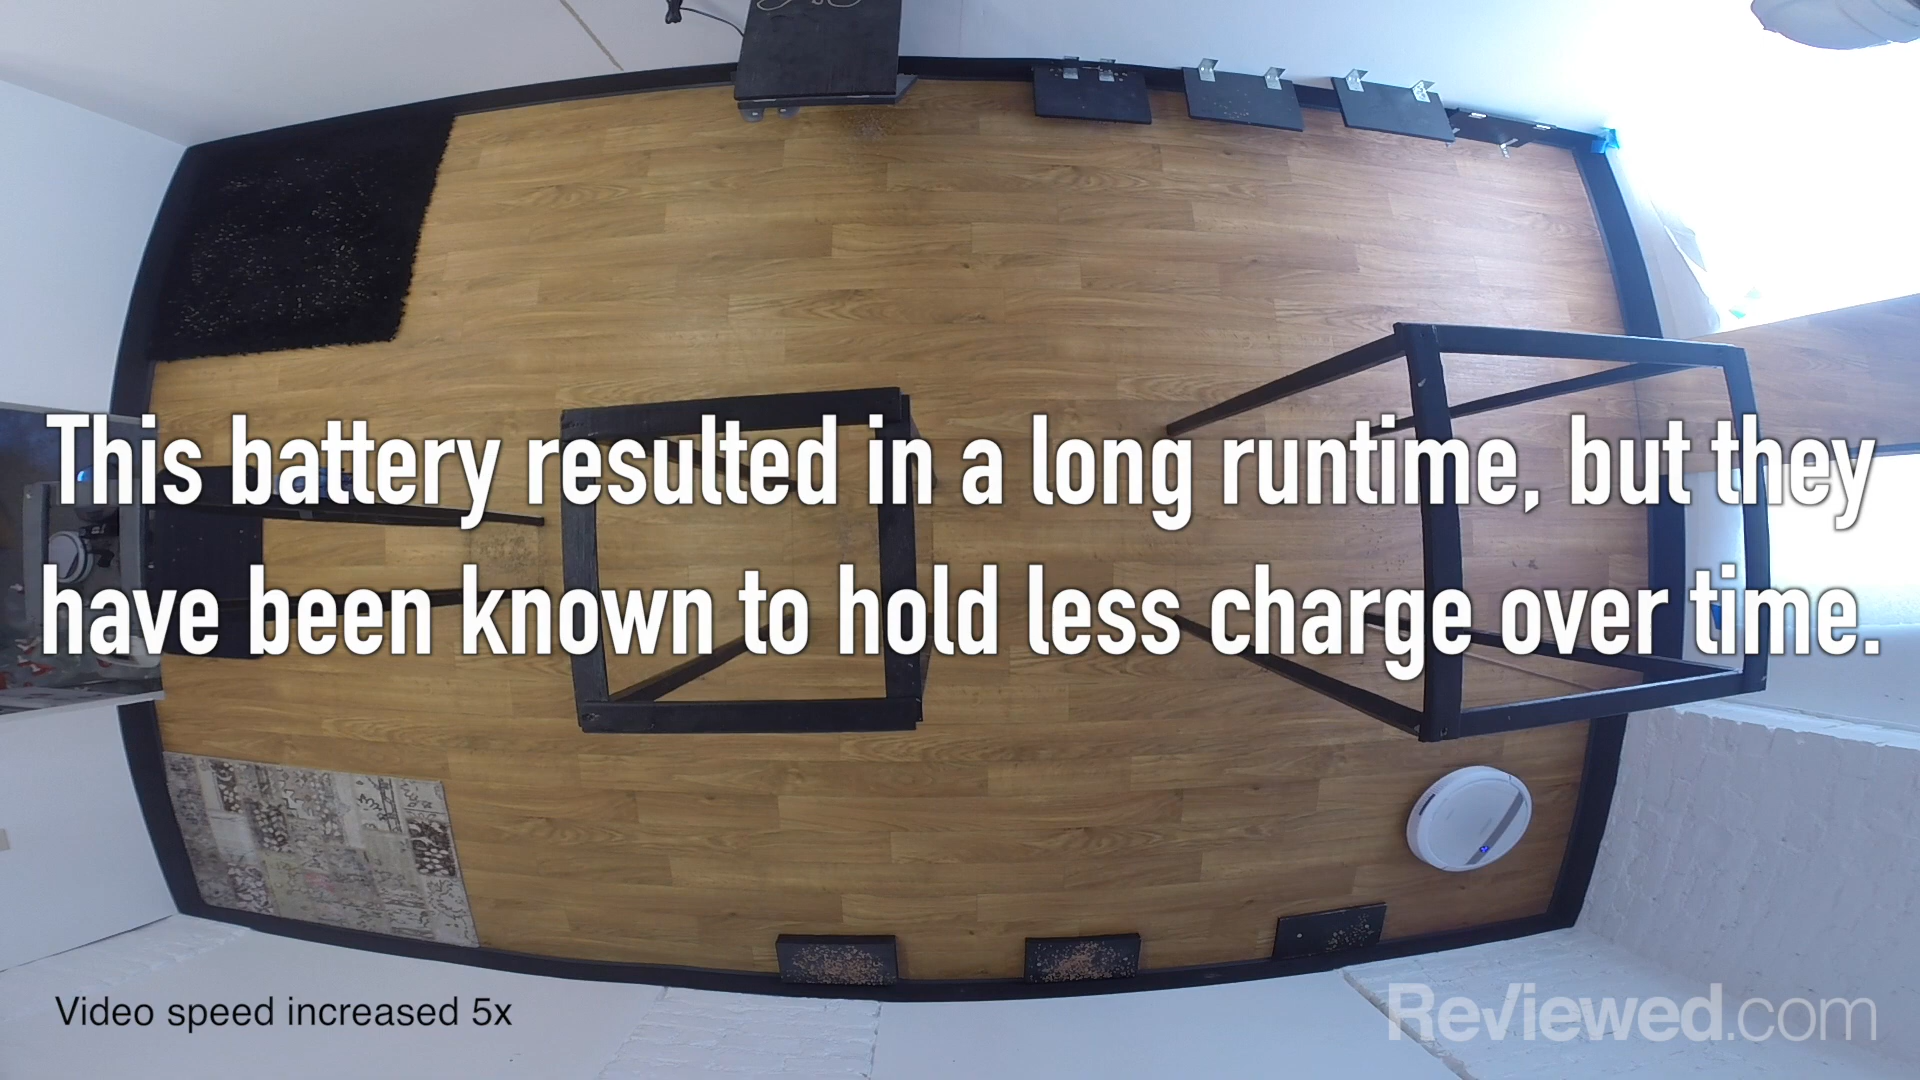 This battery resulted in a long runtime, but they
have been known to hold less charge over time.
Video speed increased 5x
Reviewed.com